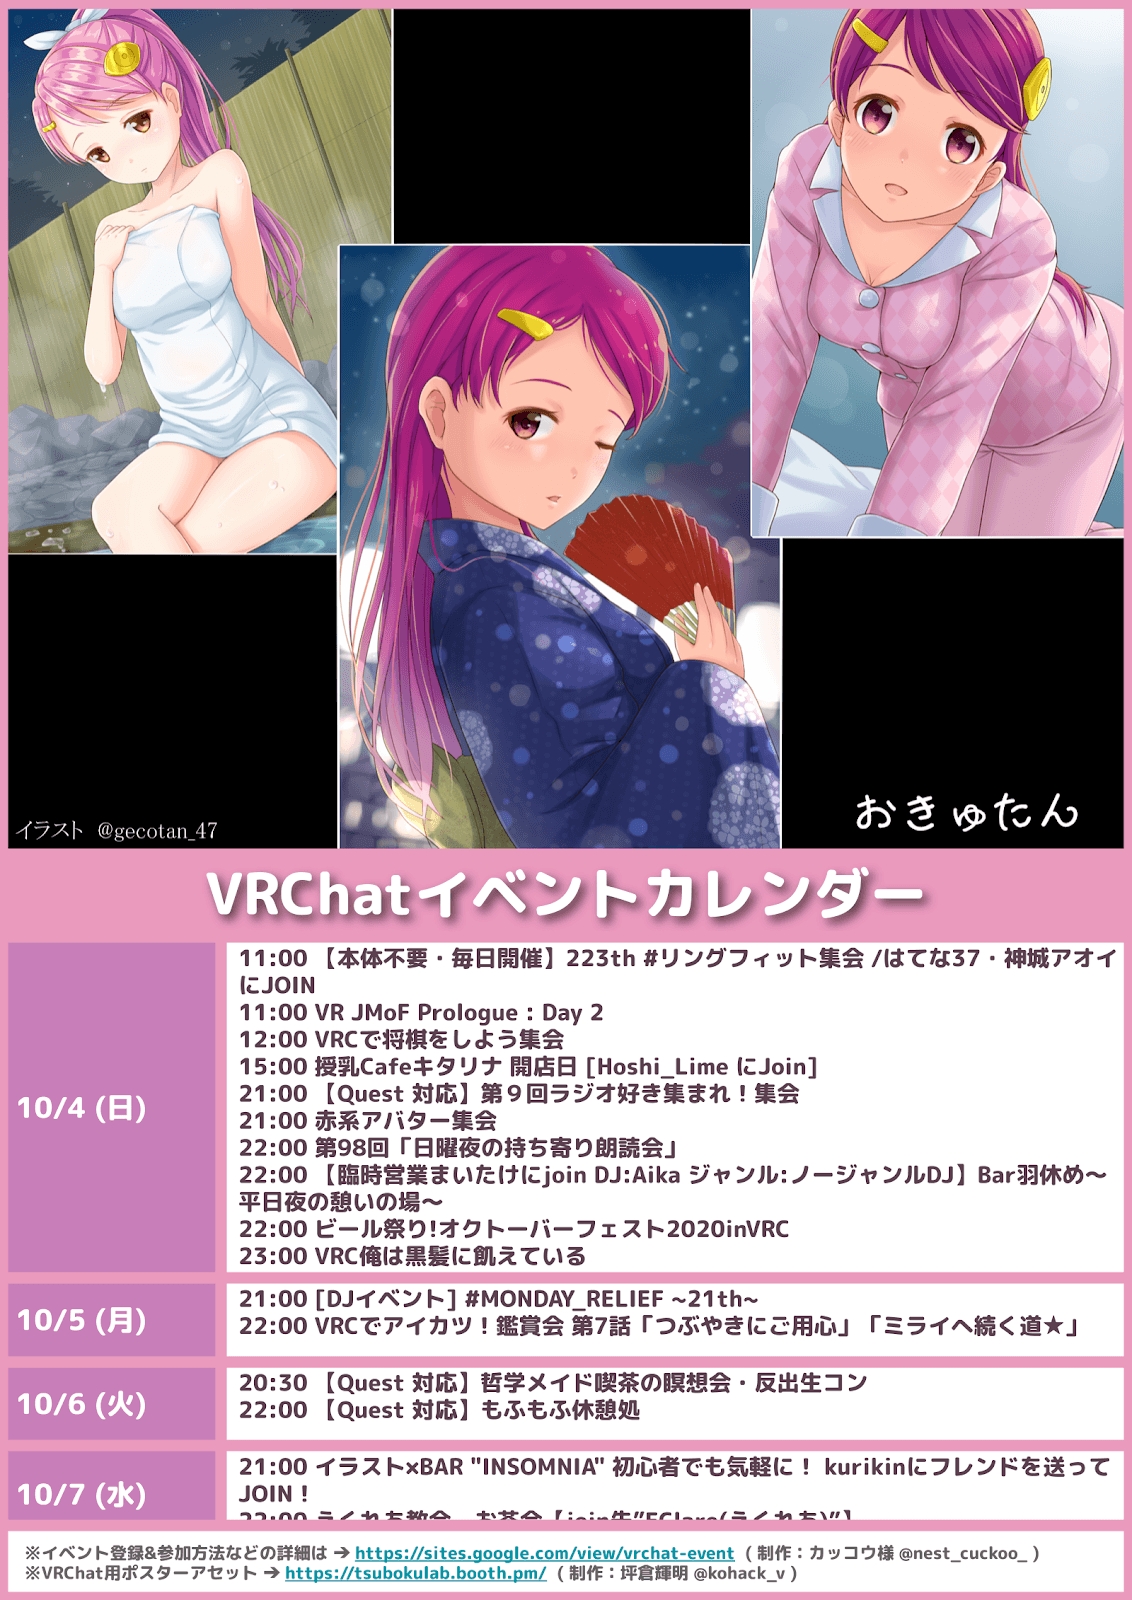 イラスト @gecotan_47
おきゅたん
VRChatイベントカレンダー
10/4 (日)
11:00 【本体不要・毎日開催】223th #リングフィット集会 /はてな37・神城アオイ
にJOIN
11:00 VR JMoF Prologue : Day 2
12:00 VRCで将棋をしよう集会
15:00 授乳Cafeキタリナ 開店日 [Hoshi_Lime にJoin]
21:00 【Quest 対応】第９回ラジオ好き集まれ！集会
21:00 赤系アバター集会
22:00 第98回「日曜夜の持ち寄り朗読会」
22:00 【臨時営業まいたけにjoin DJ:Aika ジャンル:ノージャンルDJ】Bar羽休め～
平日夜の憩いの場～
22:00 ビール祭り!オクトーバーフェスト2020inVRC
23:00 VRC俺は黒髪に飢えている
10/5 (月)
21:00 [DJイベント] #MONDAY_RELIEF ~21th~
22:00 VRCでアイカツ！鑑賞会 第7話「つぶやきにご用心」「ミライへ続く道★」
10/6 (火)
20:30 【Quest 対応】哲学メイド喫茶の瞑想会・反出生コン
22:00 【Quest 対応】もふもふ休憩処
10/7 (水)
21:00 イラスト×BAR "INSOMNIA" 初心者でも気軽に！ kurikinにフレンドを送って
JOIN！
22:00 うくれあ教会 お茶会【join先"EClare(うくれあ)"】
※イベント登録&参加方法などの詳細は ➔ https://sites.google.com/view/vrchat-event （ 制作：カッコウ様 @nest_cuckoo_ ）
※VRChat用ポスターアセット ➔ https://tsubokulab.booth.pm/ （ 制作：坪倉輝明 @kohack_v ）